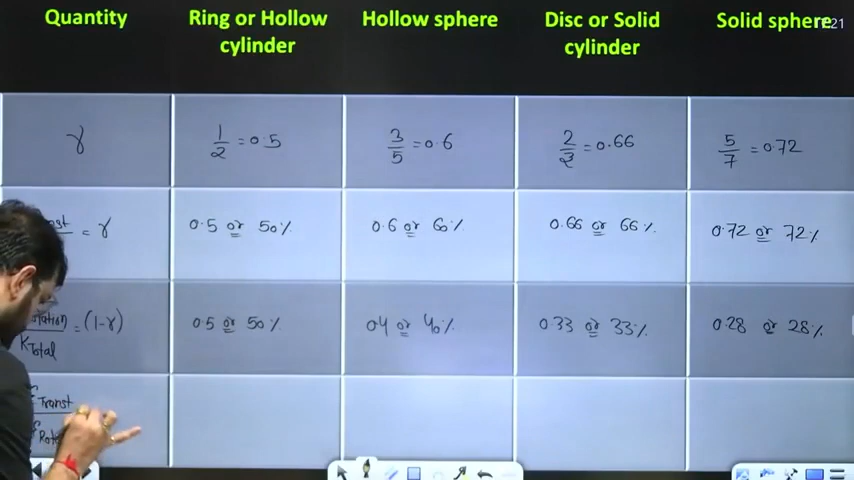 Quantity Ring or Hollow cylinder Hollow sphere Disc or Solid cylinder Solid sphere
γ 1/2 = 0.5 3/5 = 0.6 2/3 = 0.66 5/7 = 0.72
= γ 0.5 or 50% 0.6 or 60% 0.66 or 66% 0.72 or 72%
KTotal = (1-γ) 0.5 or 50% 0.4 or 40% 0.33 or 33% 0.28 or 28%
Transt